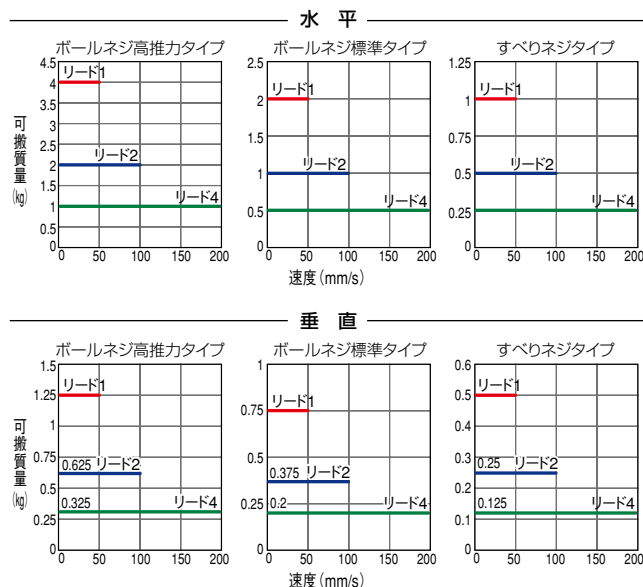 水 平
ボールネジ高推力タイプ
ボールネジ標準タイプ
すべりネジタイプ
可搬質量(kg)
4.5
4
3.5
3
2.5
2
1.5
1
0.5
0
リード1
リード2
リード4
0 50 100 150 200
2.5
2
1.5
1
0.5
0
リード1
リード2
リード4
0 50 100 150 200
速度(mm/s)
1.25
1
0.75
0.5
0.25
0
リード1
リード2
リード4
0 50 100 150 200
垂 直
ボールネジ高推力タイプ
ボールネジ標準タイプ
すべりネジタイプ
可搬質量(kg)
1.5
1.25
1
0.75
0.5
0.25
0
リード1
0.625 リード2
0.325 リード4
0 50 100 150 200
1
0.75
0.4
0.2
0
リード1
0.375 リード2
0.2 リード4
0 50 100 150 200
速度(mm/s)
0.6
0.5
0.4
0.3
0.2
0.1
0
リード1
0.25 リード2
0.125 リード4
0 50 100 150 200